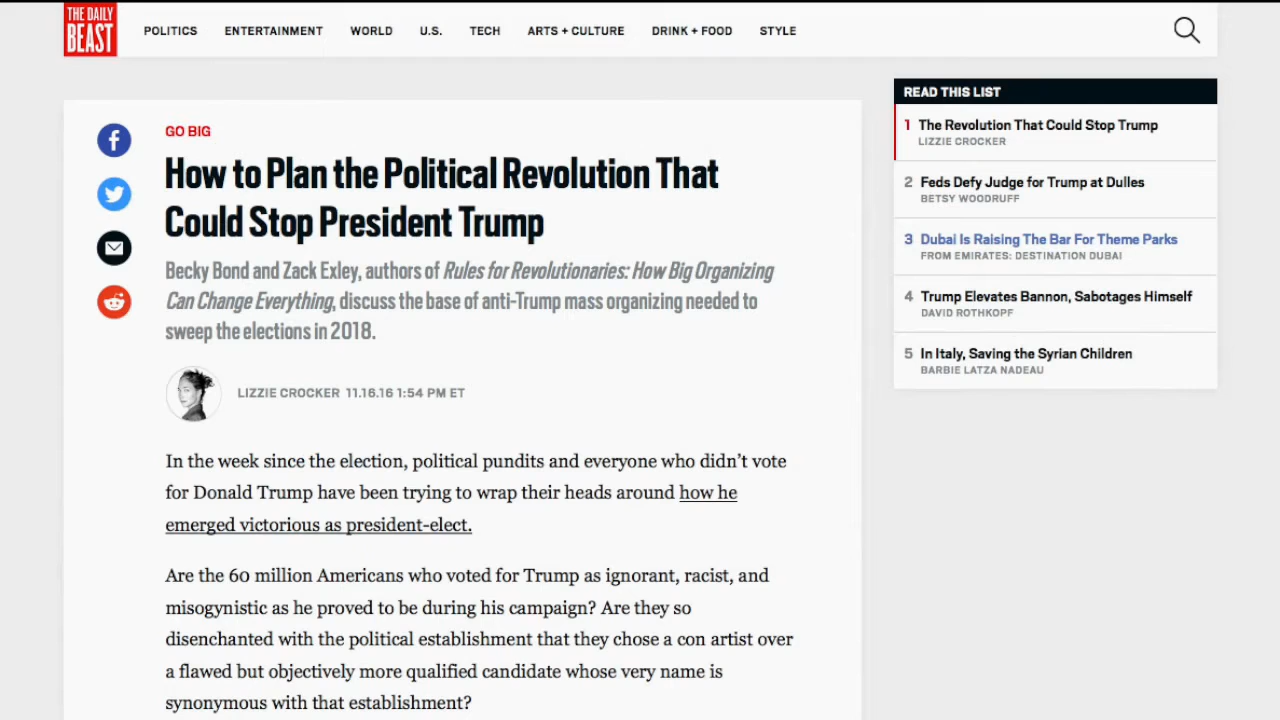 THE DAILY
BEAST
POLITICS ENTERTAINMENT WORLD U.S. TECH ARTS + CULTURE DRINK + FOOD STYLE
GO BIG
How to Plan the Political Revolution That
Could Stop President Trump
Becky Bond and Zack Exley, authors of Rules for Revolutionaries: How Big Organizing
Can Change Everything, discuss the base of anti-Trump mass organizing needed to
sweep the elections in 2018.
LIZZIE CROCKER 11.16.16 1:54 PM ET
In the week since the election, political pundits and everyone who didn't vote
for Donald Trump have been trying to wrap their heads around how he
emerged victorious as president-elect.
Are the 60 million Americans who voted for Trump as ignorant, racist, and
misogynistic as he proved to be during his campaign? Are they so
disenchanted with the political establishment that they chose a con artist over
a flawed but objectively more qualified candidate whose very name is
synonymous with that establishment?
READ THIS LIST
1 The Revolution That Could Stop Trump
LIZZIE CROCKER
2 Feds Defy Judge for Trump at Dulles
BETSY WOODRUFF
3 Dubai Is Raising The Bar For Theme Parks
FROM EMIRATES: DESTINATION DUBAI
4 Trump Elevates Bannon, Sabotages Himself
DAVID ROTHKOPF
5 In Italy, Saving the Syrian Children
BARBIE LATZA NADEAU